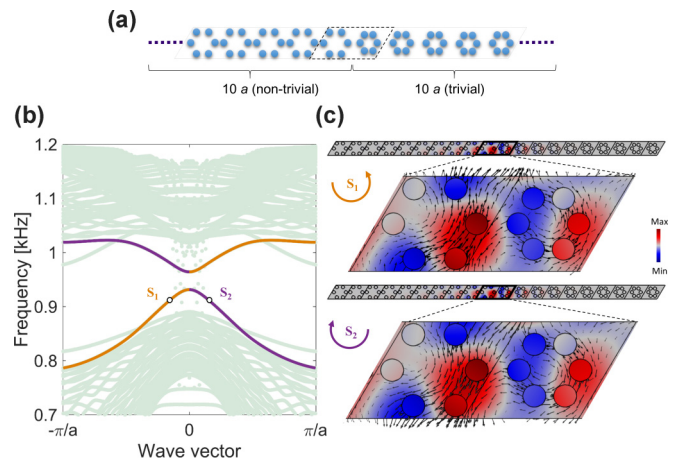 (a)
10 a (non-trivial)
10 a (trivial)
(b)
Frequency [kHz]
1.2
1.1
1
0.9
0.8
0.7
S1
S2
-π/a
0
π/a
Wave vector
(c)
S1
Max
Min
S2